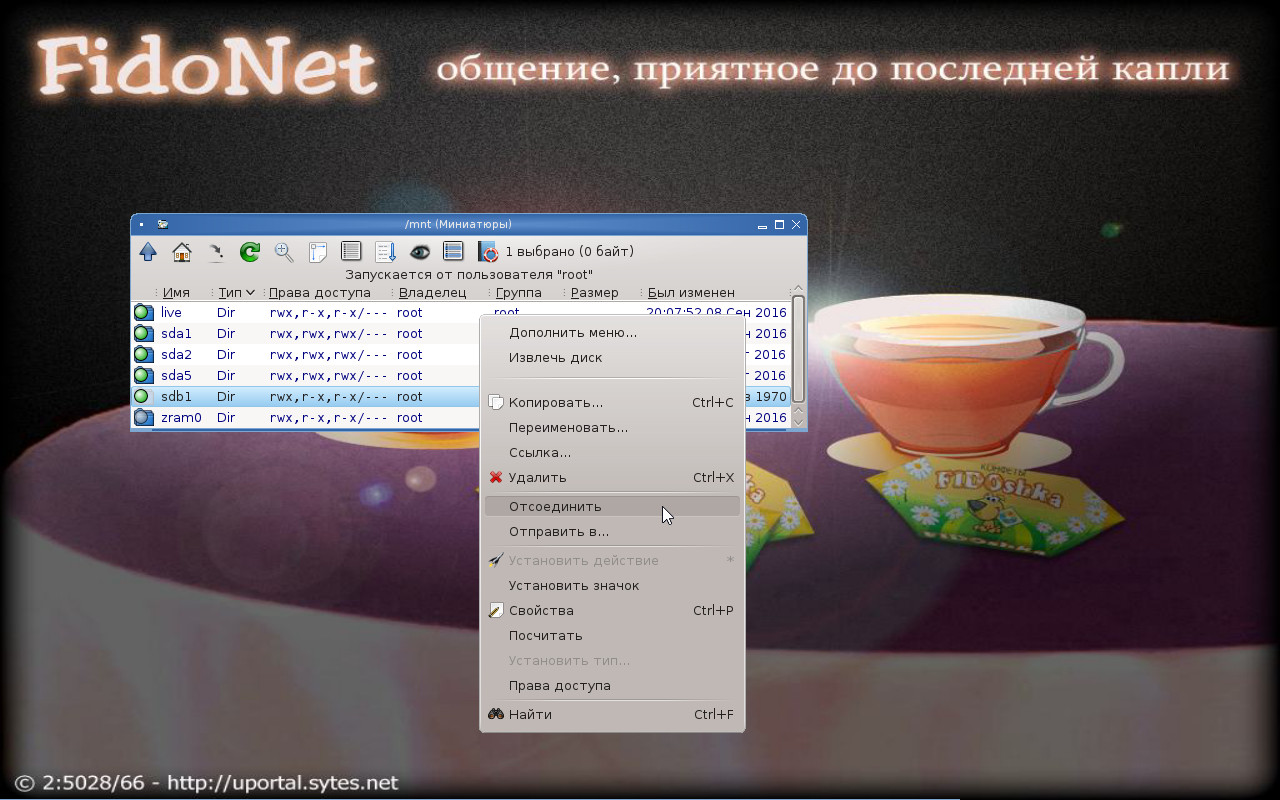 FidoNet
общение, приятное до последней капли
/mnt (Миниатюры)
1 выбрано (0 байт)
Запускается от пользователя "root"
Имя Тип Права доступа Владелец Группа Размер Был изменен
live Dir rwx,r-x,r-x/--- root root 20:07:52 08 Сен 2016
sda1 Dir rwx,rwx,rwx/--- root 2016
sda2 Dir rwx,rwx,rwx/--- root 2016
sda5 Dir rwx,rwx,rwx/--- root 2016
sdb1 Dir rwx,r-x,r-x/--- root 1970
zram0 Dir rwx,r-x,r-x/--- root 2016
Дополнить меню...
Извлечь диск
Копировать... Ctrl+C
Переименовать...
Ссылка...
Удалить Ctrl+X
Отсоединить
Отправить в...
Установить действие *
Установить значок
Свойства Ctrl+P
Посчитать
Установить тип...
Права доступа
Найти Ctrl+F
КОНФЕТЫ
FIDOshka
FIDOshka
© 2:5028/66 - http://uportal.sytes.net